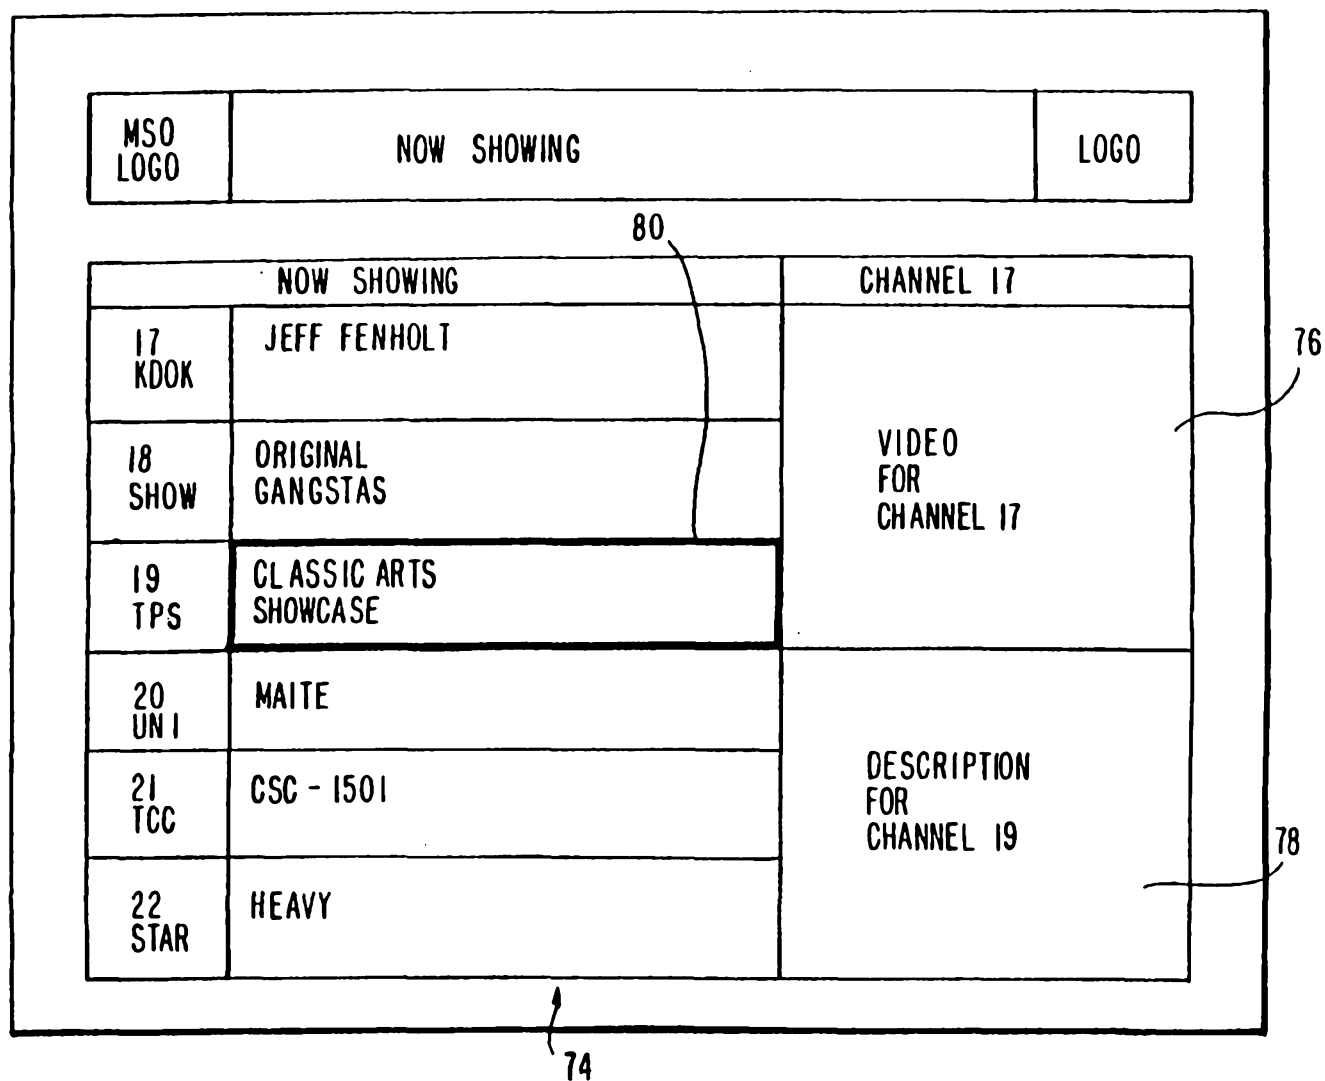 MSO
LOGO
NOW SHOWING
LOGO
80
NOW SHOWING
CHANNEL 17
17
KDOK
JEFF FENHOLT
76
18
SHOW
ORIGINAL
GANGSTAS
VIDEO
FOR
CHANNEL 17
19
TPS
CLASSIC ARTS
SHOWCASE
20
UNI
MAITE
21
TCC
CSC - 1501
DESCRIPTION
FOR
CHANNEL 19
78
22
STAR
HEAVY
74